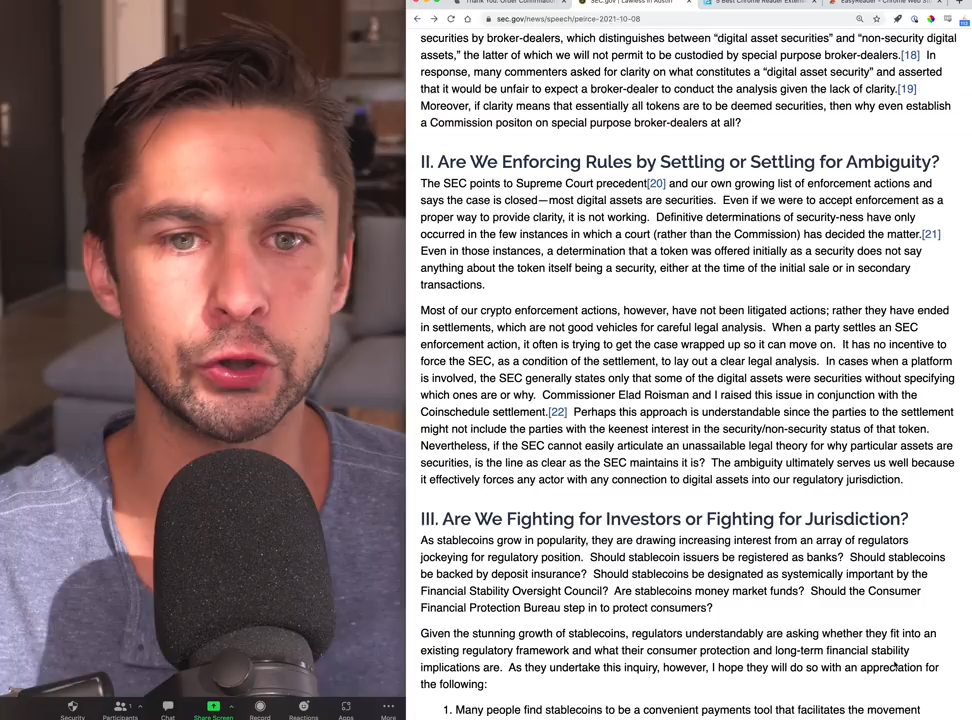 Thank You: Order Confirmation
SEC.gov | Lawless in Austin
5 Best Chrome Reader Extens
EasyReader - Chrome Web St
sec.gov/news/speech/peirce-2021-10-08
securities by broker-dealers, which distinguishes between “digital asset securities” and “non-security digital
assets,” the latter of which we will not permit to be custodied by special purpose broker-dealers.[18]  In
response, many commenters asked for clarity on what constitutes a “digital asset security” and asserted
that it would be unfair to expect a broker-dealer to conduct the analysis given the lack of clarity.[19]
Moreover, if clarity means that essentially all tokens are to be deemed securities, then why even establish
a Commission positon on special purpose broker-dealers at all?
II. Are We Enforcing Rules by Settling or Settling for Ambiguity?
The SEC points to Supreme Court precedent[20] and our own growing list of enforcement actions and
says the case is closed—most digital assets are securities.  Even if we were to accept enforcement as a
proper way to provide clarity, it is not working.  Definitive determinations of security-ness have only
occurred in the few instances in which a court (rather than the Commission) has decided the matter.[21]
Even in those instances, a determination that a token was offered initially as a security does not say
anything about the token itself being a security, either at the time of the initial sale or in secondary
transactions.
Most of our crypto enforcement actions, however, have not been litigated actions; rather they have ended
in settlements, which are not good vehicles for careful legal analysis.  When a party settles an SEC
enforcement action, it often is trying to get the case wrapped up so it can move on.  It has no incentive to
force the SEC, as a condition of the settlement, to lay out a clear legal analysis.  In cases when a platform
is involved, the SEC generally states only that some of the digital assets were securities without specifying
which ones are or why.  Commissioner Elad Roisman and I raised this issue in conjunction with the
Coinschedule settlement.[22]  Perhaps this approach is understandable since the parties to the settlement
might not include the parties with the keenest interest in the security/non-security status of that token.
Nevertheless, if the SEC cannot easily articulate an unassailable legal theory for why particular assets are
securities, is the line as clear as the SEC maintains it is?  The ambiguity ultimately serves us well because
it effectively forces any actor with any connection to digital assets into our regulatory jurisdiction.
III. Are We Fighting for Investors or Fighting for Jurisdiction?
As stablecoins grow in popularity, they are drawing increasing interest from an array of regulators
jockeying for regulatory position.  Should stablecoin issuers be registered as banks?  Should stablecoins
be backed by deposit insurance?  Should stablecoins be designated as systemically important by the
Financial Stability Oversight Council?  Are stablecoins money market funds?  Should the Consumer
Financial Protection Bureau step in to protect consumers?
Given the stunning growth of stablecoins, regulators understandably are asking whether they fit into an
existing regulatory framework and what their consumer protection and long-term financial stability
implications are.  As they undertake this inquiry, however, I hope they will do so with an appreciation for
the following:
1. Many people find stablecoins to be a convenient payments tool that facilitates the movement
Security
Participants
1
Chat
Share Screen
Record
Reactions
Apps
More